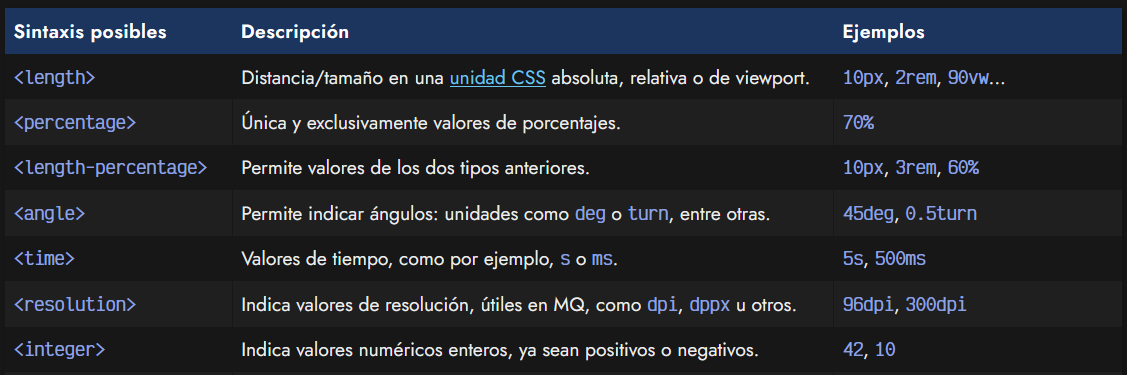 Sintaxis posibles Descripción Ejemplos
<length> Distancia/tamaño en una unidad CSS absoluta, relativa o de viewport. 10px, 2rem, 90vw...
<percentage> Única y exclusivamente valores de porcentajes. 70%
<length-percentage> Permite valores de los dos tipos anteriores. 10px, 3rem, 60%
<angle> Permite indicar ángulos: unidades como deg o turn, entre otras. 45deg, 0.5turn
<time> Valores de tiempo, como por ejemplo, s o ms. 5s, 500ms
<resolution> Indica valores de resolución, útiles en MQ, como dpi, dppx u otros. 96dpi, 300dpi
<integer> Indica valores numéricos enteros, ya sean positivos o negativos. 42, 10